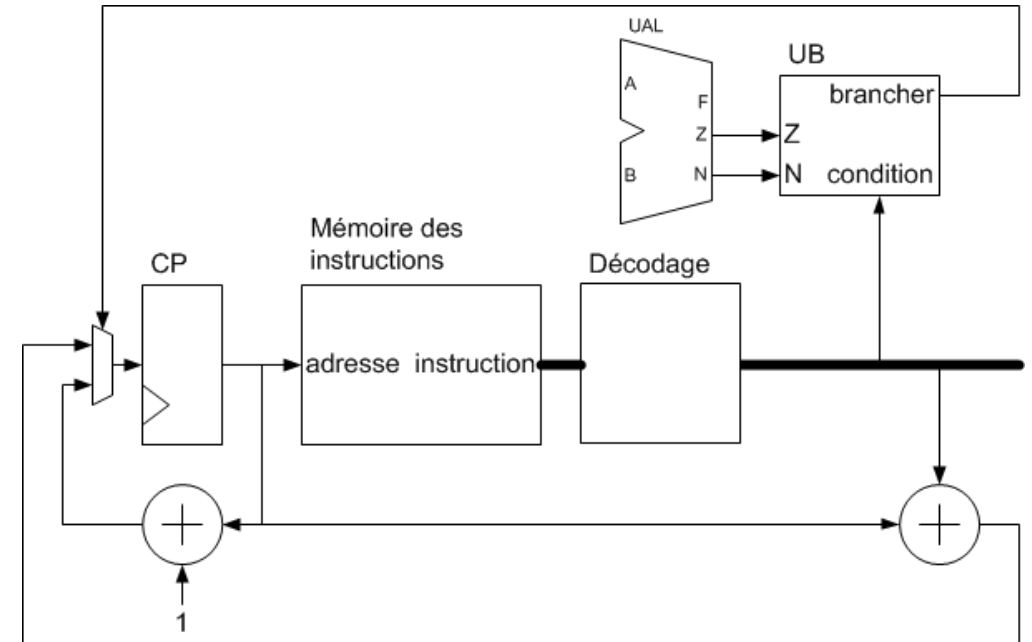 UAL
UB
A
brancher
F
Z
Z
B
N
N
condition
Mémoire des
instructions
CP
Décodage
adresse instruction
1